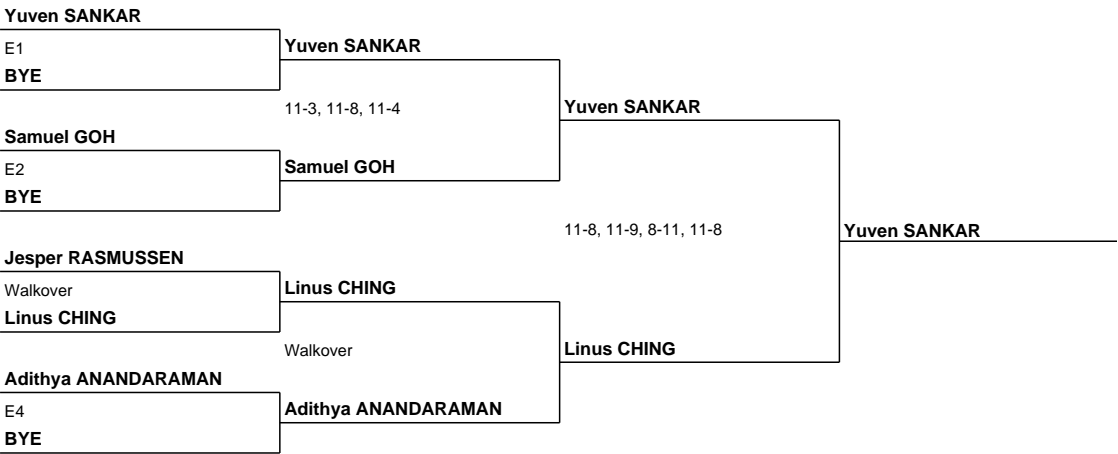 Yuven SANKAR
E1
BYE
Yuven SANKAR
11-3, 11-8, 11-4
Samuel GOH
E2
BYE
Samuel GOH
Yuven SANKAR
11-8, 11-9, 8-11, 11-8
Yuven SANKAR
Jesper RASMUSSEN
Walkover
Linus CHING
Linus CHING
Walkover
Linus CHING
Adithya ANANDARAMAN
E4
BYE
Adithya ANANDARAMAN